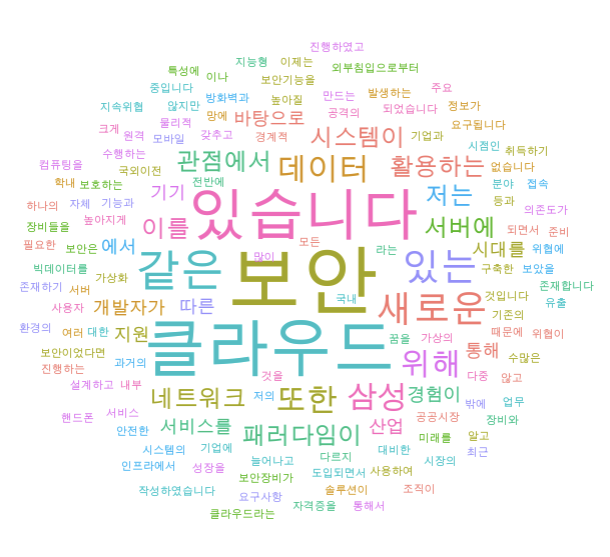 진행하였고
지능형 이제는
특성에 이나 보안기능을 외부침입으로부터
중입니다 방화벽과 높아질 만드는 발생하는 주요
지속위협 않지만 망에 바탕으로 공격의 되었습니다 정보가
크게 원격 물리적 모바일 갖추고 경계적 시스템이 기업과 요구됩니다
수행하는 관점에서 데이터 활용하는 시점인 취득하기
컴퓨팅을 국외이전 없습니다
학내 보호하는 전반에 기기 있습니다 저는 분야 접속
하나의 자체 기능과 등과 의존도가
장비들을 높아지게 이를 서버에 되면서 준비
필요한 보안은 에서 모든 라는 시대를 위협에
빅데이터를 가상화 같은 많이 보안 있는 구축한 보았을
존재하기 서버 국내 새로운 것입니다 존재합니다
사용자 개발자가 따른 기존의 유출
환경의 여러 대한 지원 클라우드 꿈을 가상의 때문에 위협이
보안이었다면 과거의 위해 통해 수많은
진행하는 것을 다중 않고
설계하고 내부 네트워크 저의 또한 삼성 경험이 밖에 업무
핸드폰 서비스 서비스를 산업 공공시장 장비와
안전한 패러다임이 미래를 알고
시스템의 기업에 다르지 대비한 최근
인프라에서 성장을 늘어나고 도입되면서 사용하여 시장의
작성하였습니다 보안장비가 솔루션이 조직이
요구사항 자격증을 통해서
클라우드라는